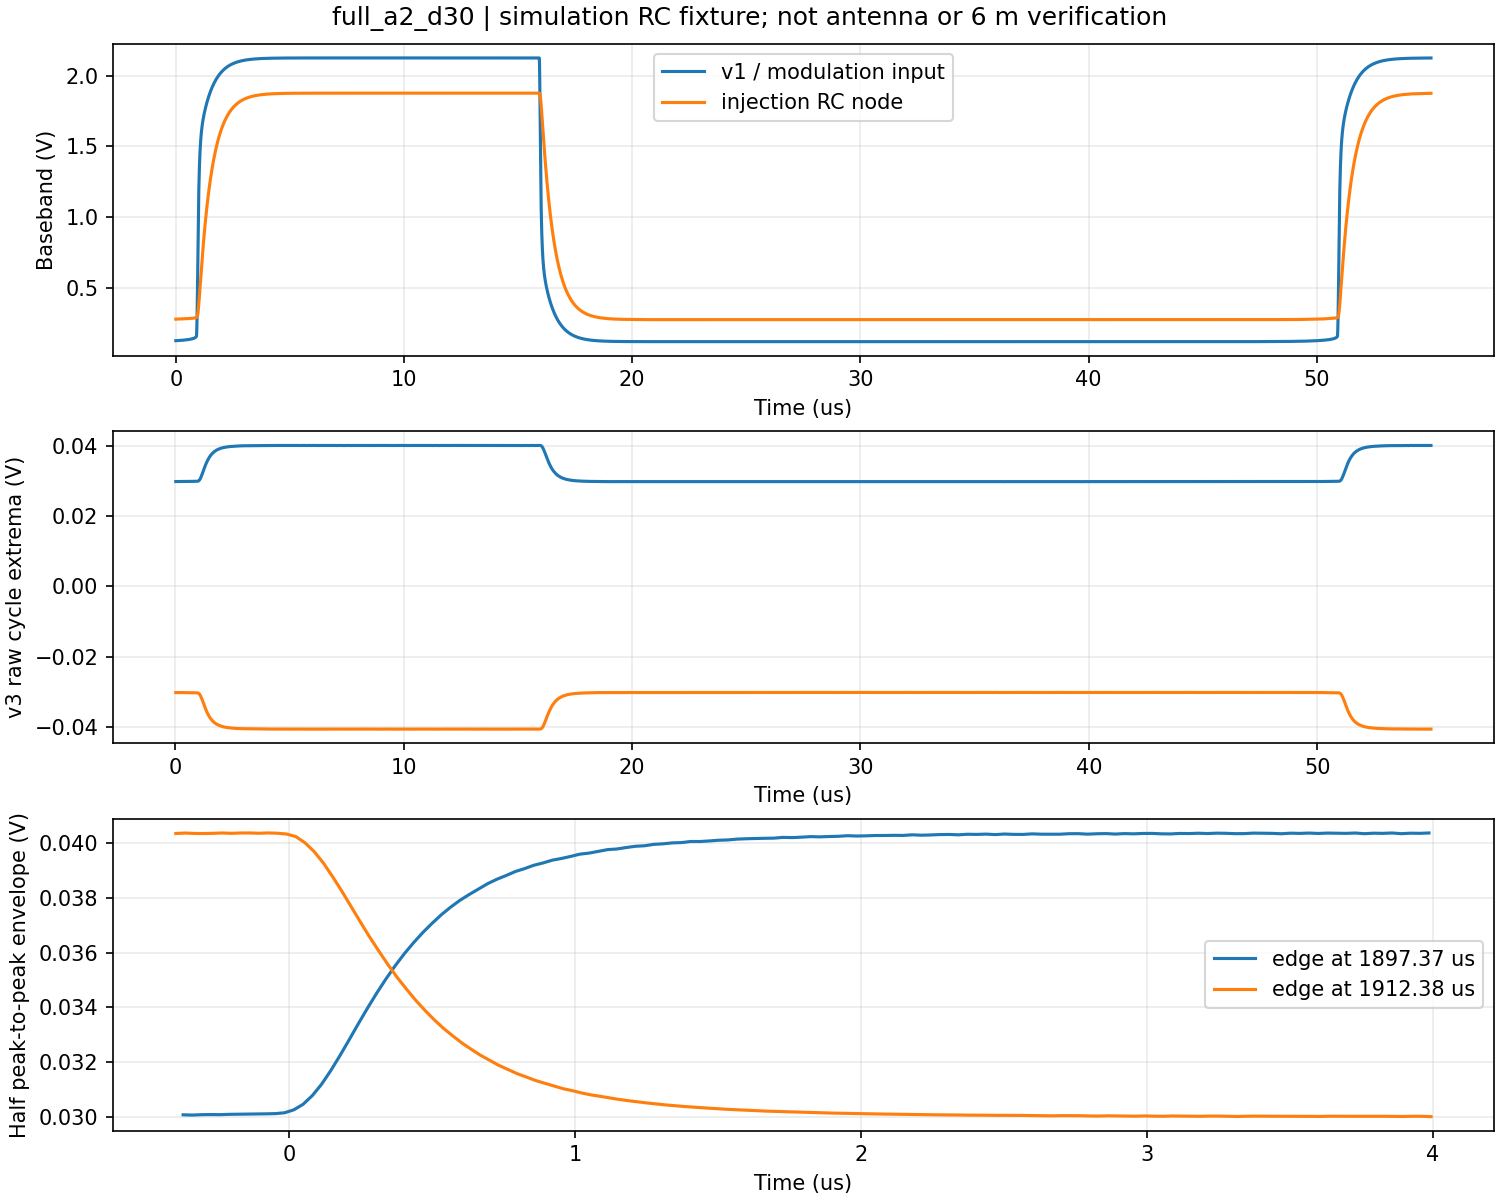 full_a2_d30 | simulation RC fixture; not antenna or 6 m verification
Baseband (V)
2.0
1.5
1.0
0.5
v1 / modulation input
injection RC node
0 10 20 30 40 50
Time (us)
v3 raw cycle extrema (V)
0.04
0.02
0.00
−0.02
−0.04
0 10 20 30 40 50
Time (us)
Half peak-to-peak envelope (V)
0.040
0.038
0.036
0.034
0.032
0.030
edge at 1897.37 us
edge at 1912.38 us
0 1 2 3 4
Time (us)